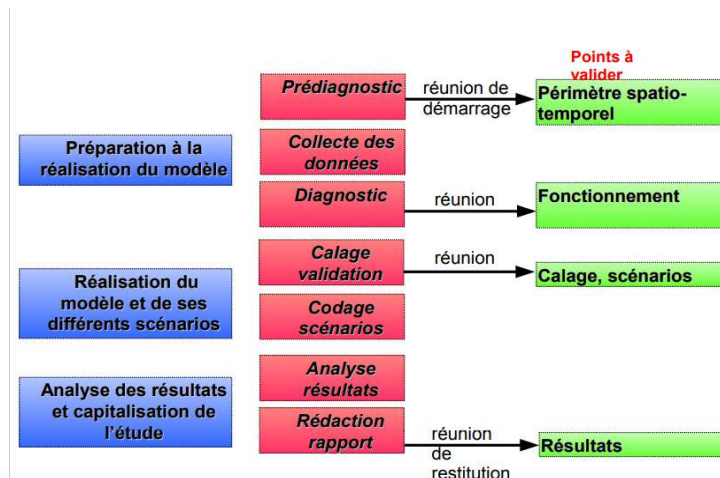 Points à
valider
Prédiagnostic
réunion de
démarrage
Périmètre spatio-
temporel
Préparation à la
réalisation du modèle
Collecte des
données
Diagnostic
réunion
Fonctionnement
Calage
validation
réunion
Calage, scénarios
Réalisation du
modèle et de ses
différents scénarios
Codage
scénarios
Analyse des résultats
et capitalisation de
l'étude
Analyse
résultats
Rédaction
rapport
réunion
de
restitution
Résultats